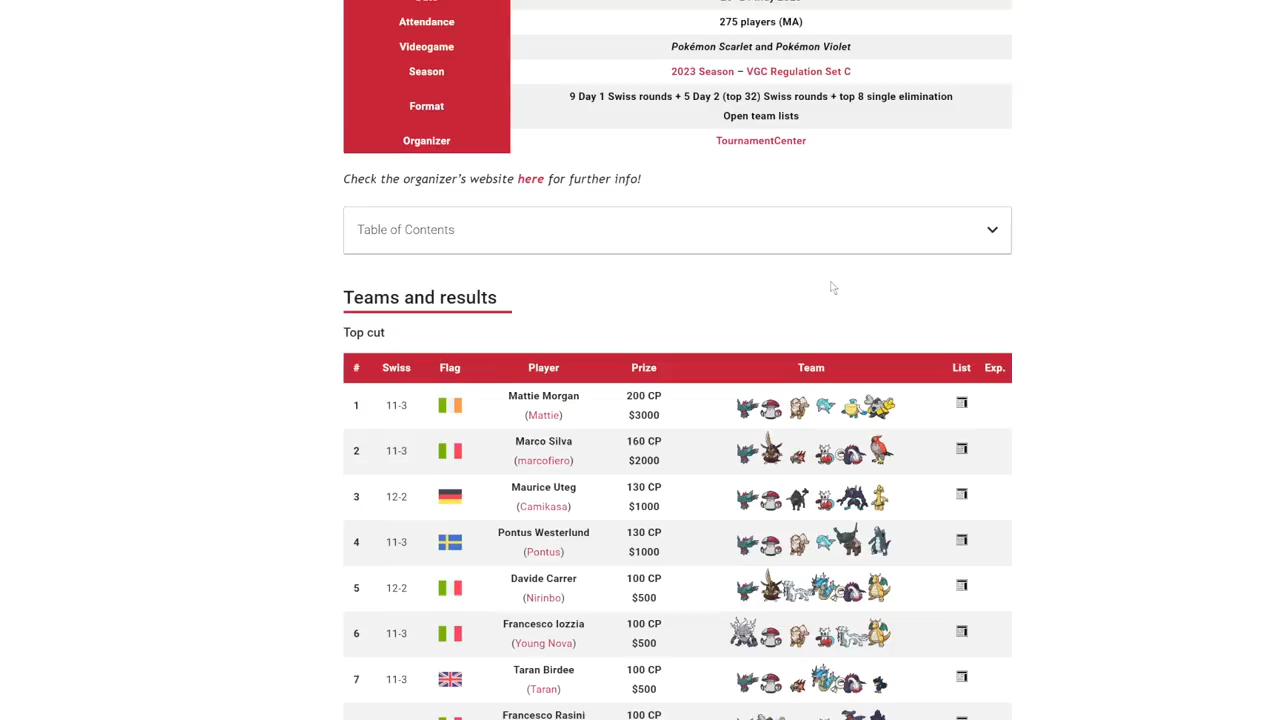 Attendance 275 players (MA)
Videogame Pokémon Scarlet and Pokémon Violet
Season 2023 Season – VGC Regulation Set C
Format 9 Day 1 Swiss rounds + 5 Day 2 (top 32) Swiss rounds + top 8 single elimination
Open team lists
Organizer TournamentCenter
Check the organizer's website here for further info!
Table of Contents
Teams and results
Top cut
# Swiss Flag Player Prize Team List Exp.
1 11-3 Mattie Morgan 200 CP
(Mattie) $3000
2 11-3 Marco Silva 160 CP
(marcofiero) $2000
3 12-2 Maurice Uteg 130 CP
(Camikasa) $1000
4 11-3 Pontus Westerlund 130 CP
(Pontus) $1000
5 12-2 Davide Carrer 100 CP
(Nirinbo) $500
6 11-3 Francesco Iozzia 100 CP
(Young Nova) $500
7 11-3 Taran Birdee 100 CP
(Taran) $500
Francesco Rasini 100 CP